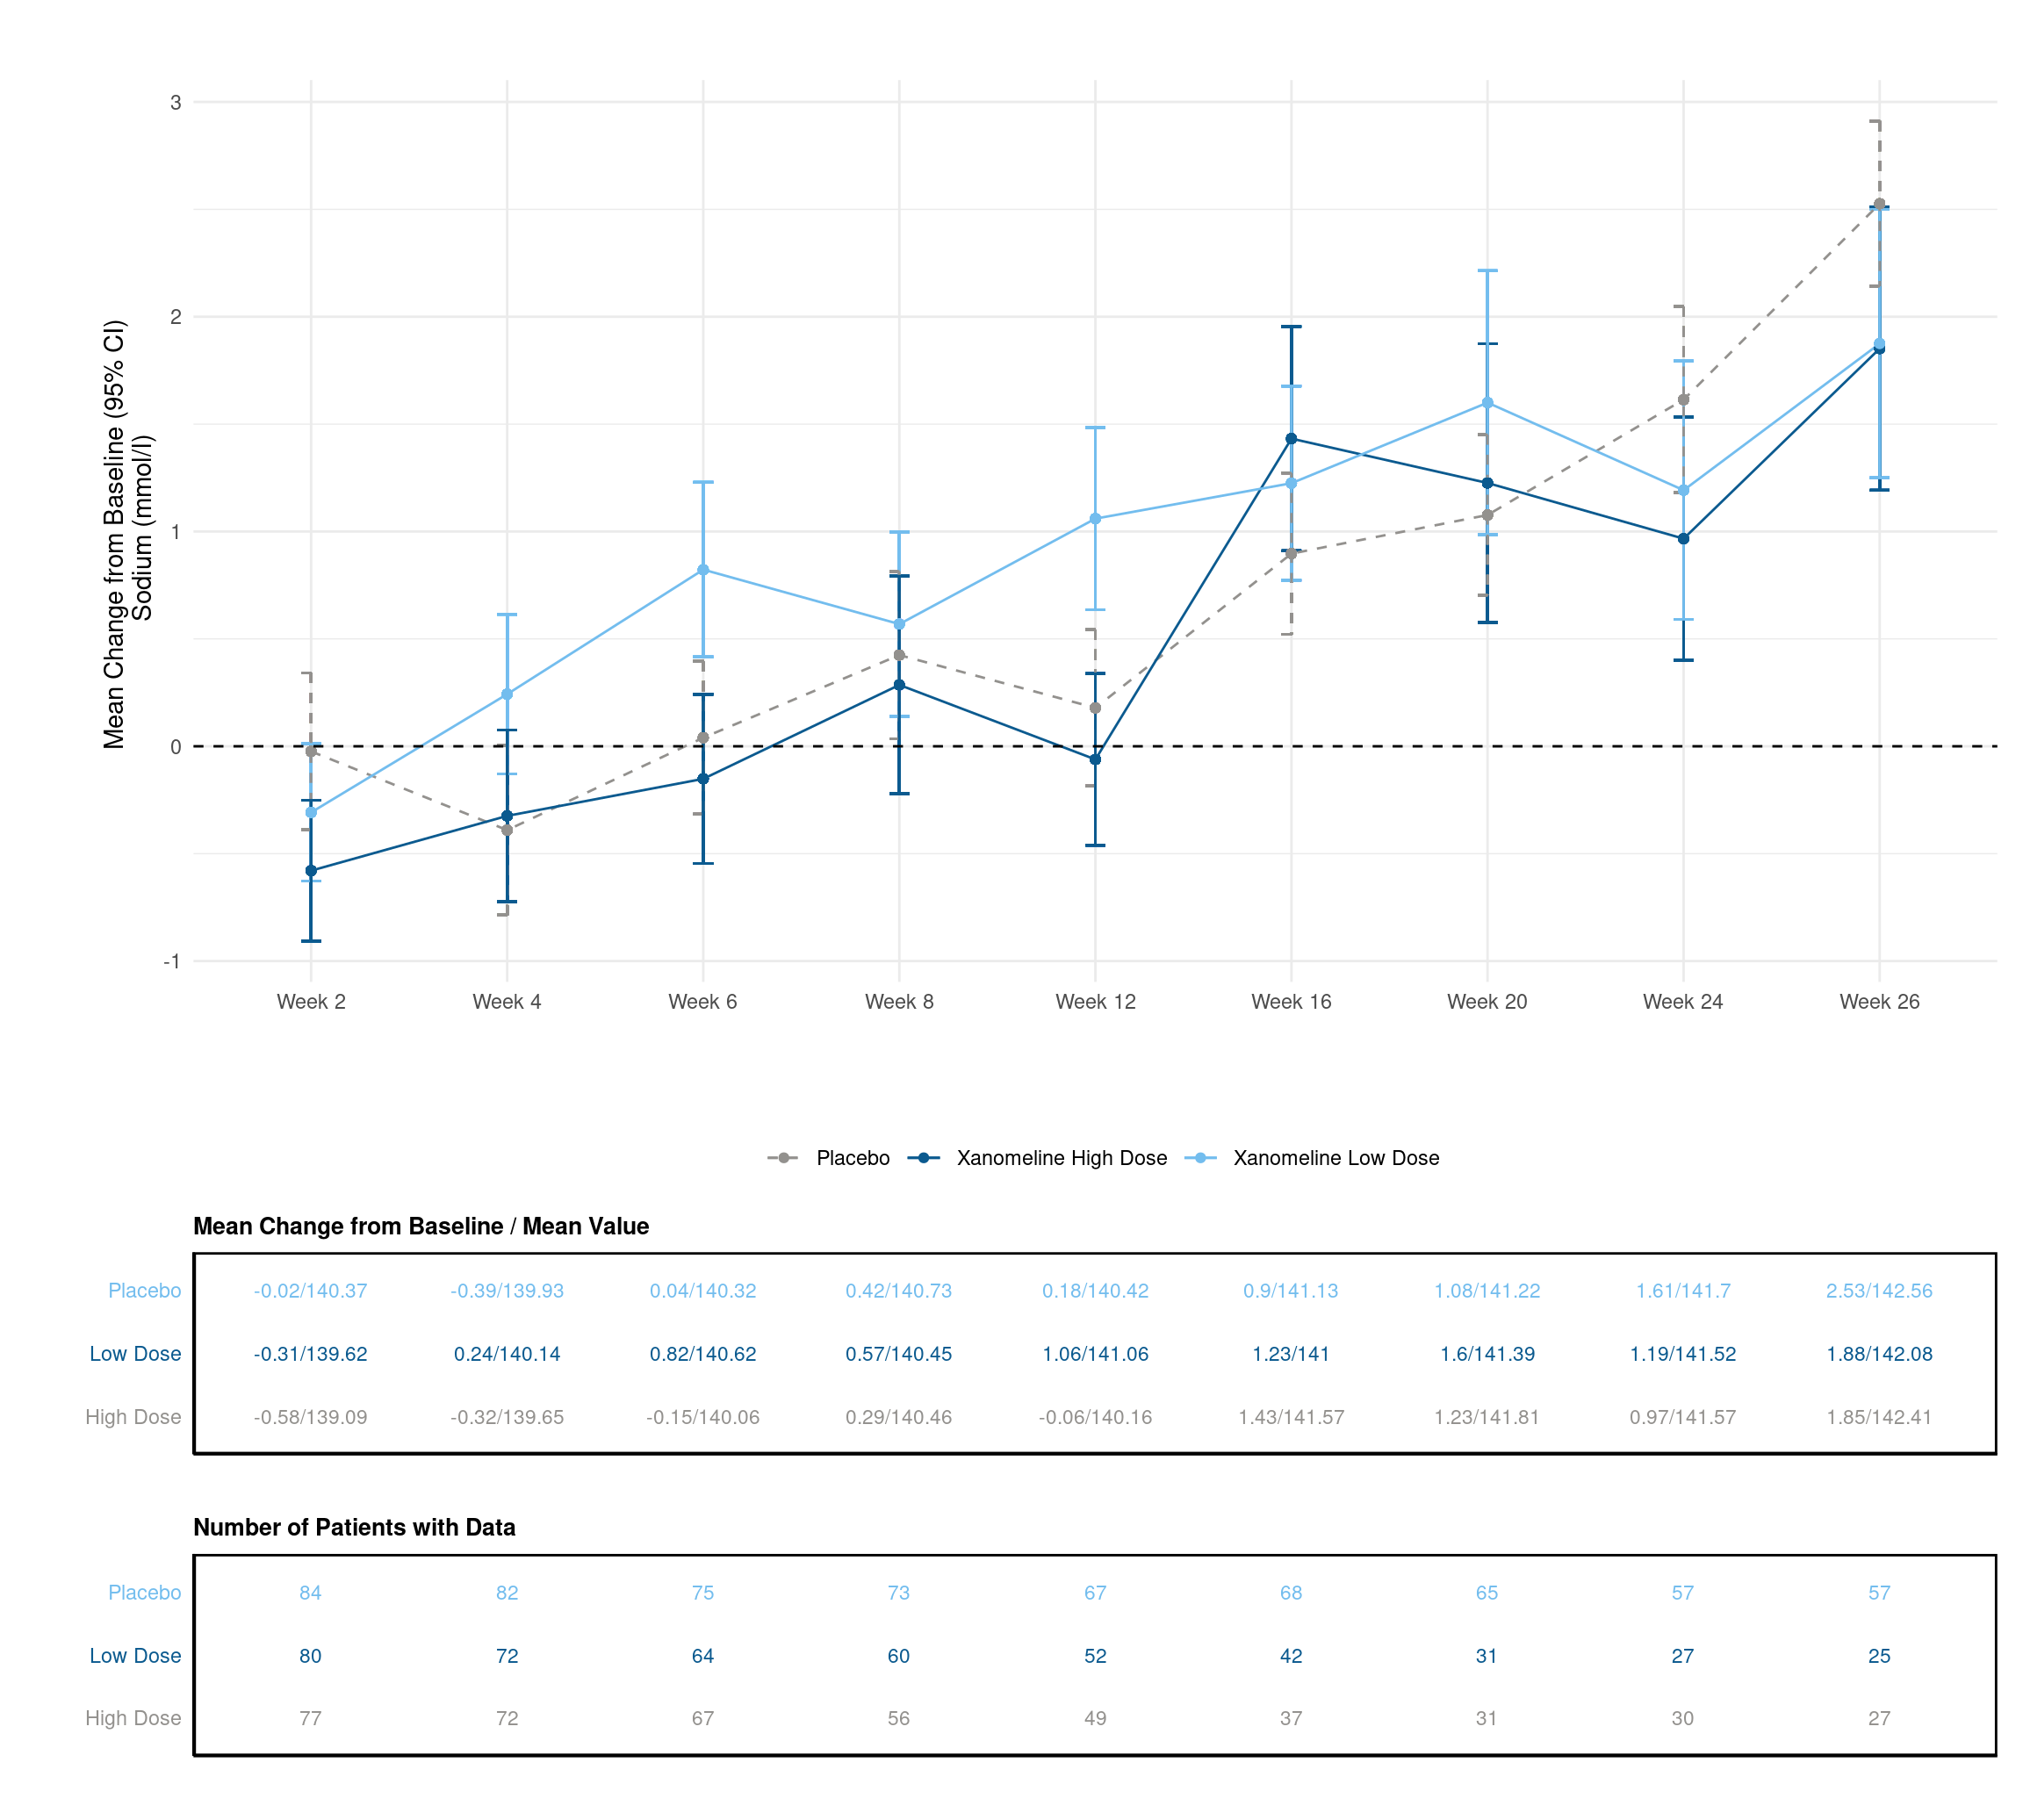 Mean Change from Baseline (95% CI)
Sodium (mmol/l)
3
2
1
0
-1
Week 2 Week 4 Week 6 Week 8 Week 12 Week 16 Week 20 Week 24 Week 26
Placebo Xanomeline High Dose Xanomeline Low Dose
Mean Change from Baseline / Mean Value
Placebo -0.02/140.37 -0.39/139.93 0.04/140.32 0.42/140.73 0.18/140.42 0.9/141.13 1.08/141.22 1.61/141.7 2.53/142.56
Low Dose -0.31/139.62 0.24/140.14 0.82/140.62 0.57/140.45 1.06/141.06 1.23/141 1.6/141.39 1.19/141.52 1.88/142.08
High Dose -0.58/139.09 -0.32/139.65 -0.15/140.06 0.29/140.46 -0.06/140.16 1.43/141.57 1.23/141.81 0.97/141.57 1.85/142.41
Number of Patients with Data
Placebo 84 82 75 73 67 68 65 57 57
Low Dose 80 72 64 60 52 42 31 27 25
High Dose 77 72 67 56 49 37 31 30 27